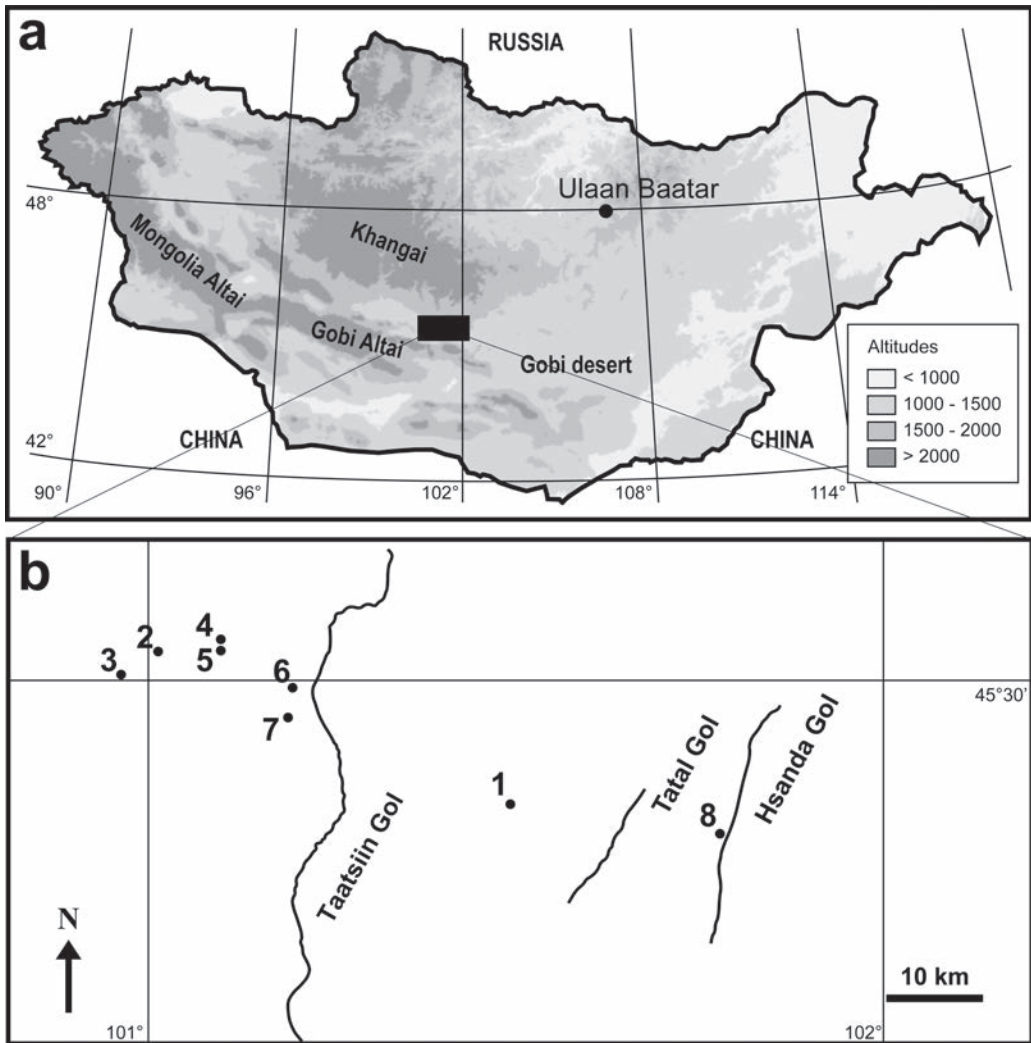 a
RUSSIA
Ulaan Baatar
48°
Khangai
Mongolia Altai
Gobi Altai
Gobi desert
Altitudes
< 1000
1000 - 1500
1500 - 2000
> 2000
CHINA
CHINA
42°
90°
96°
102°
108°
114°
b
4
2
5
3
6
45°30'
7
Tatal Gol
Hsanda Gol
1
8
Taatsiin Gol
N
10 km
101°
102°